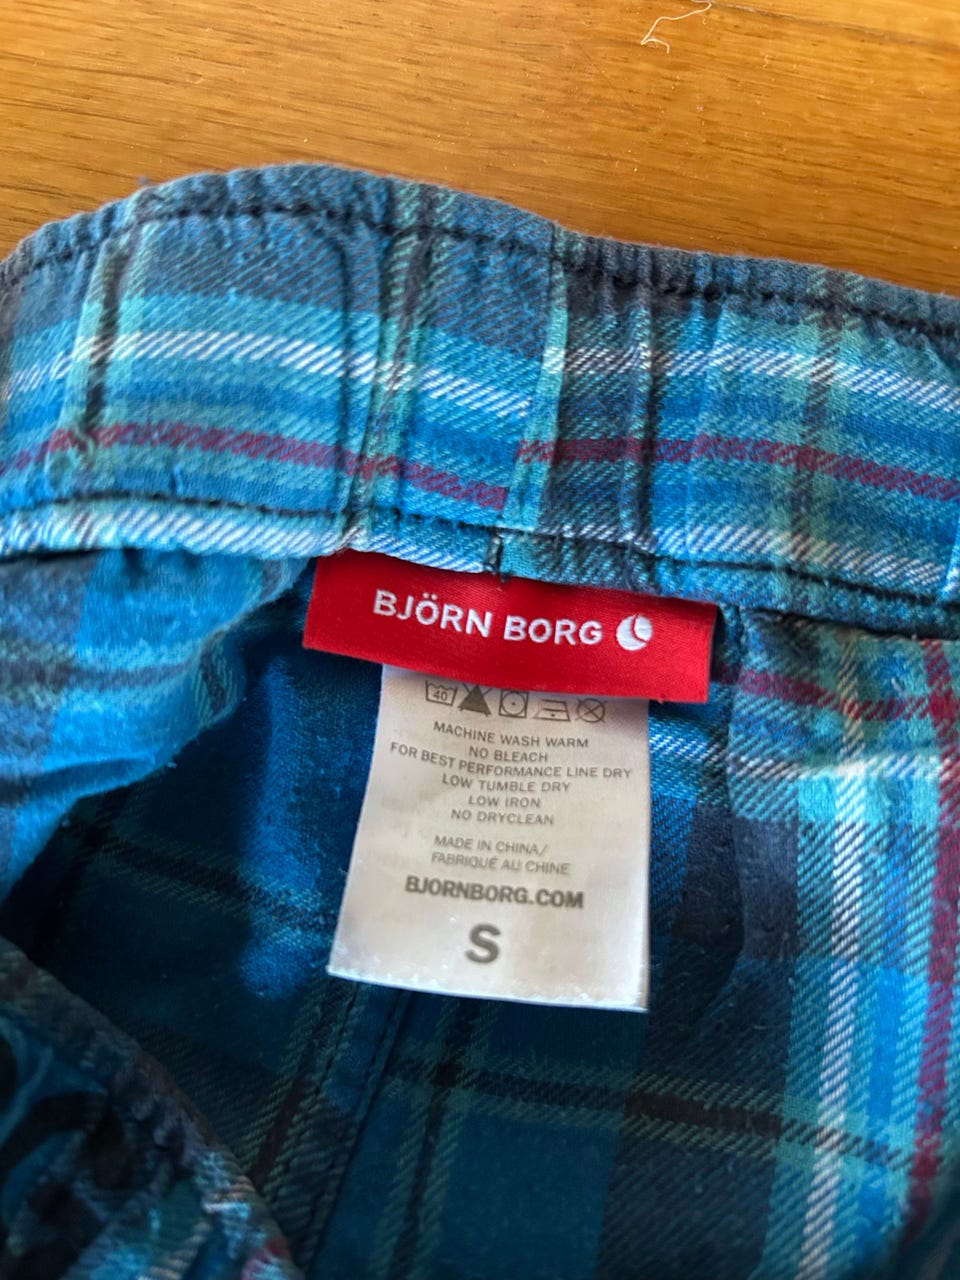 BJÖRN BORG
40
MACHINE WASH WARM
NO BLEACH
FOR BEST PERFORMANCE LINE DRY
LOW TUMBLE DRY
LOW IRON
NO DRYCLEAN
MADE IN CHINA/
FABRIQUÉ AU CHINE
BJORNBORG.COM
S